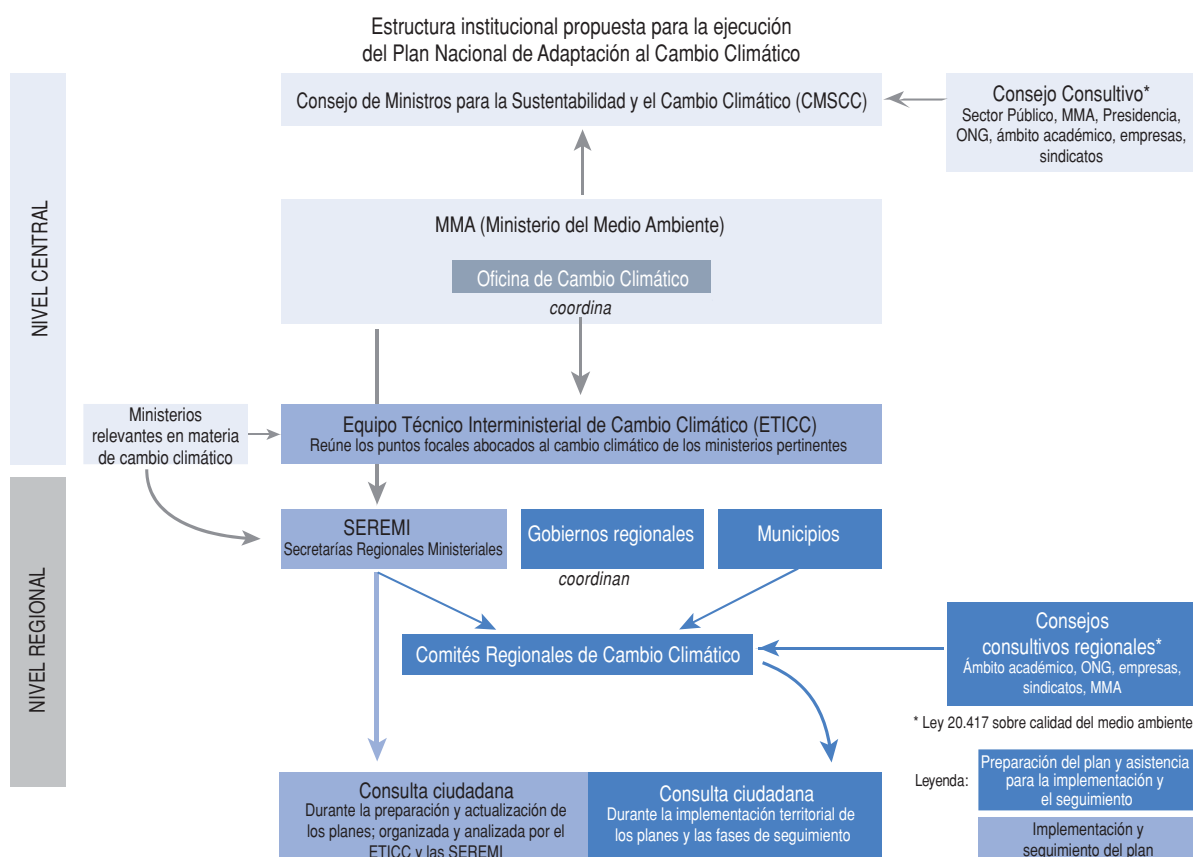 Estructura institucional propuesta para la ejecución
del Plan Nacional de Adaptación al Cambio Climático
NIVEL CENTRAL
Consejo de Ministros para la Sustentabilidad y el Cambio Climático (CMSCC)
Consejo Consultivo*
Sector Público, MMA, Presidencia,
ONG, ámbito académico, empresas,
sindicatos
MMA (Ministerio del Medio Ambiente)
Oficina de Cambio Climático
coordina
Ministerios
relevantes en materia
de cambio climático
Equipo Técnico Interministerial de Cambio Climático (ETICC)
Reúne los puntos focales abocados al cambio climático de los ministerios pertinentes
NIVEL REGIONAL
SEREMI
Secretarías Regionales Ministeriales
Gobiernos regionales
Municipios
coordinan
Comités Regionales de Cambio Climático
Consejos
consultivos regionales*
Ámbito académico, ONG, empresas,
sindicatos, MMA
* Ley 20.417 sobre calidad del medio ambiente
Consulta ciudadana
Durante la preparación y actualización de
los planes; organizada y analizada por el
ETICC y las SEREMI
Consulta ciudadana
Durante la implementación territorial de
los planes y las fases de seguimiento
Leyenda:
Preparación del plan y asistencia
para la implementación y
el seguimiento
Implementación y
seguimiento del plan